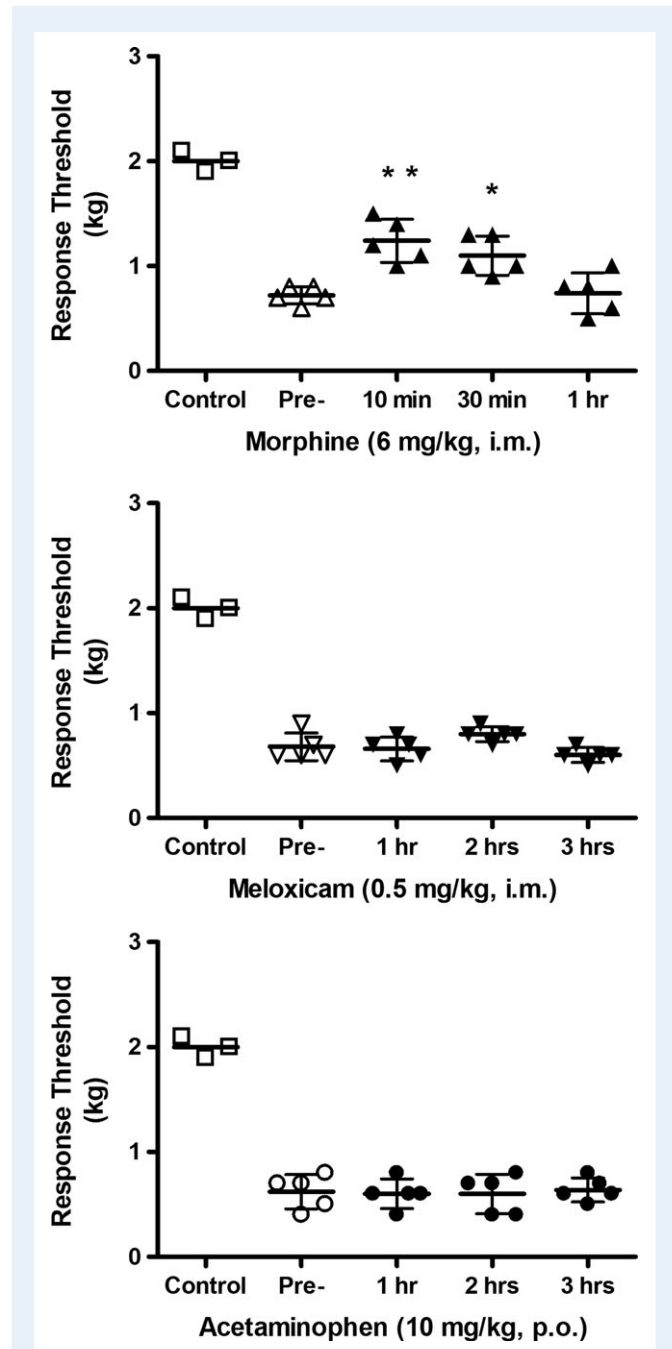 Response Threshold
(kg)
3
2
1
0
* *
*
Control Pre- 10 min 30 min 1 hr
Morphine (6 mg/kg, i.m.)
Response Threshold
(kg)
3
2
1
0
Control Pre- 1 hr 2 hrs 3 hrs
Meloxicam (0.5 mg/kg, i.m.)
Response Threshold
(kg)
3
2
1
0
Control Pre- 1 hr 2 hrs 3 hrs
Acetaminophen (10 mg/kg, p.o.)